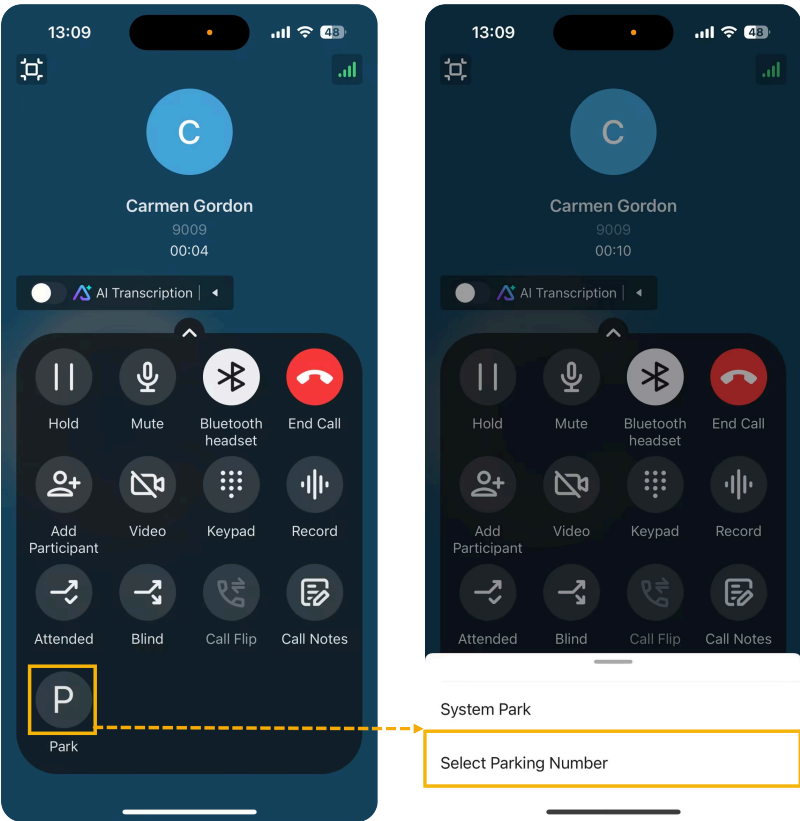 13:09
48
C
Carmen Gordon
9009
00:04
AI Transcription
Hold
Mute
Bluetooth
headset
End Call
Add
Participant
Video
Keypad
Record
Attended
Blind
Call Flip
Call Notes
P
Park
13:09
48
C
Carmen Gordon
9009
00:10
AI Transcription
Hold
Mute
Bluetooth
headset
End Call
Add
Participant
Video
Keypad
Record
Attended
Blind
Call Flip
Call Notes
System Park
Select Parking Number